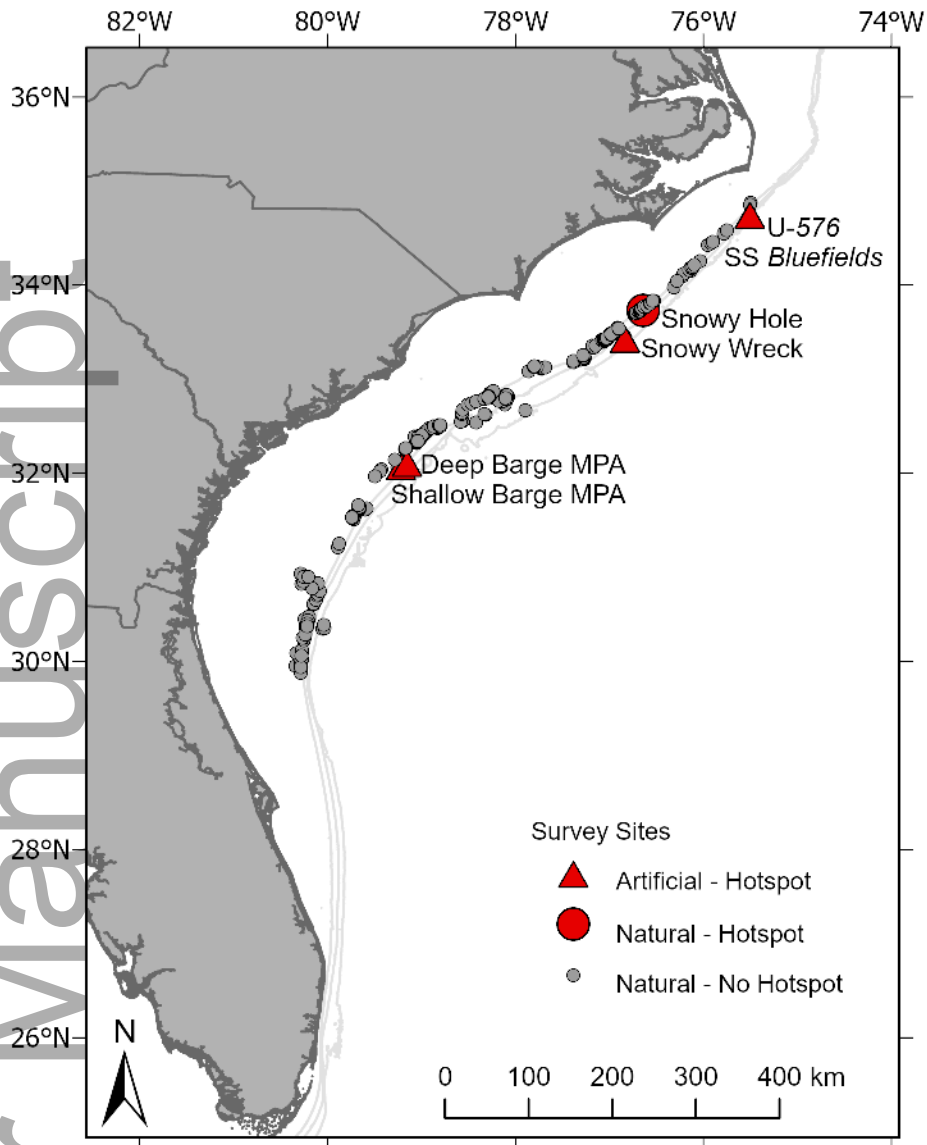 82°W 80°W 78°W 76°W 74°W
36°N
U-576
SS Bluefields
34°N
Snowy Hole
Snowy Wreck
Deep Barge MPA
32°N
Shallow Barge MPA
30°N
Survey Sites
28°N
Artificial - Hotspot
Natural - Hotspot
Natural - No Hotspot
26°N
N
0 100 200 300 400 km
Manuscript